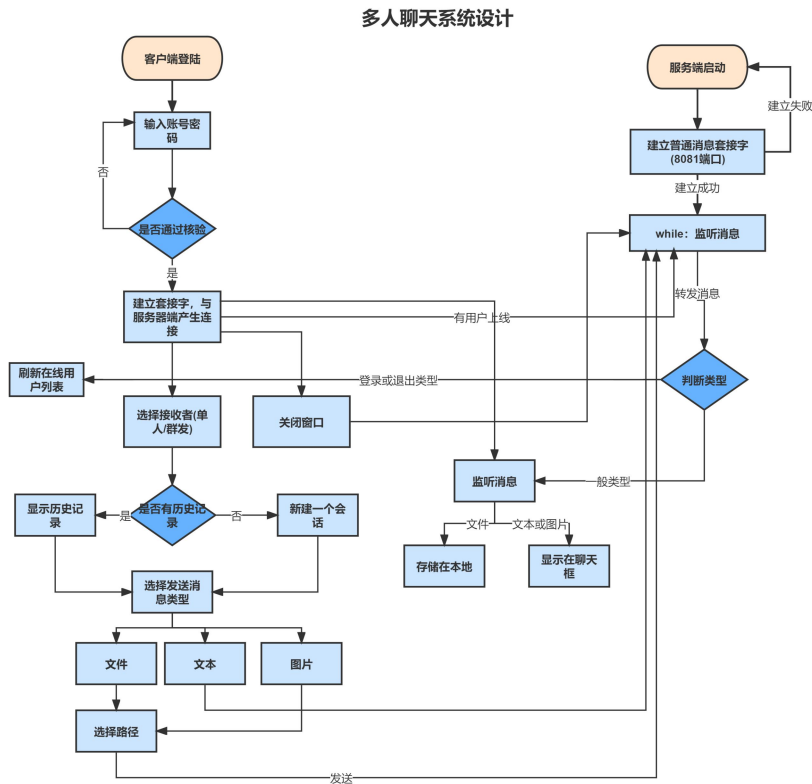 多人聊天系统设计
客户端登陆
服务端启动
输入账号密
码
建立失败
否
建立普通消息套接字
(8081端口)
建立成功
是否通过核验
while：监听消息
是
建立套接字，与
服务器端产生连
接
有用户上线
转发消息
刷新在线用
户列表
登录或退出类型
判断类型
选择接收者(单
人/群发)
关闭窗口
监听消息
一般类型
显示历史记
录
是
是否有历史记
录
否
新建一个会
话
文件
文本或图片
存储在本地
显示在聊天
框
选择发送消
息类型
文件
文本
图片
选择路径
发送